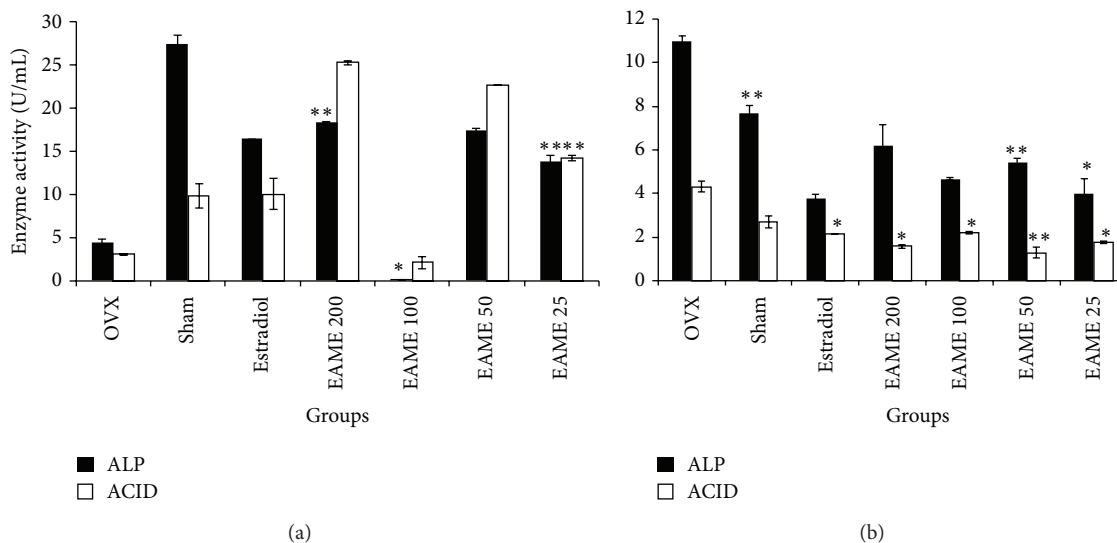 30
25
20
15
10
5
0
Enzyme activity (U/mL)
**
*
****
OVX
Sham
Estradiol
EAME 200
EAME 100
EAME 50
EAME 25
Groups
ALP
ACID
(a)
12
10
8
6
4
2
0
**
*
*
*
**
**
*
*
OVX
Sham
Estradiol
EAME 200
EAME 100
EAME 50
EAME 25
Groups
ALP
ACID
(b)